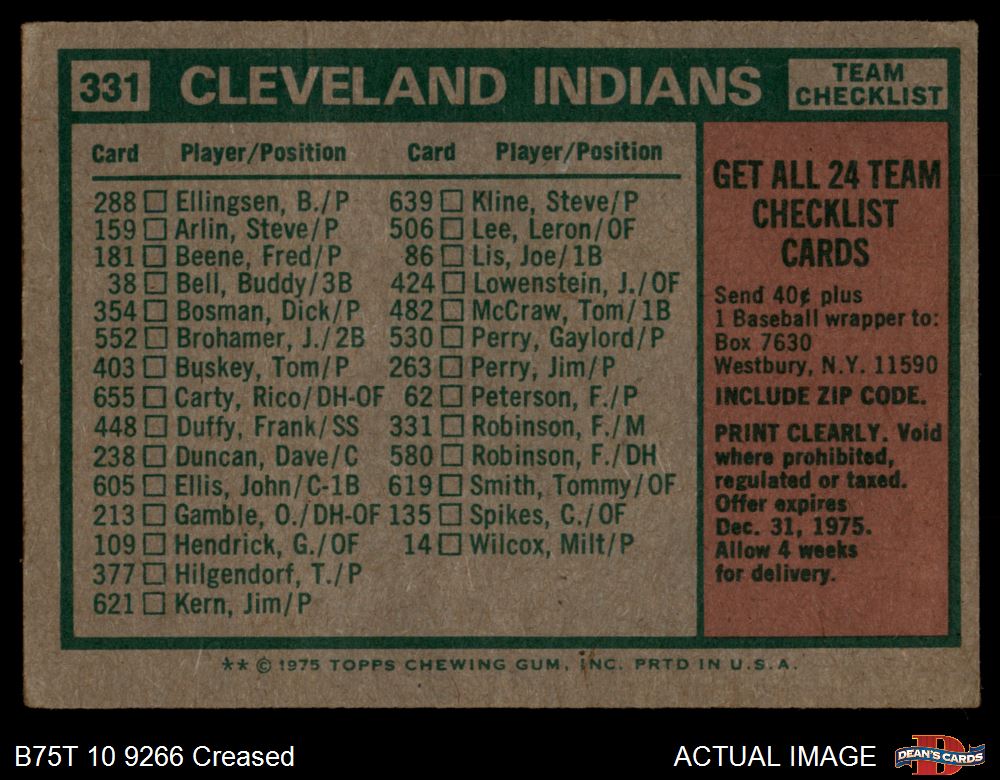 331 CLEVELAND INDIANS TEAM CHECKLIST
Card Player/Position Card Player/Position
288 □ Ellingsen, B./P
159 □ Arlin, Steve/P
181 □ Beene, Fred/P
38 □ Bell, Buddy/3B
354 □ Bosman, Dick/P
552 □ Brohamer, J./2B
403 □ Buskey, Tom/P
655 □ Carty, Rico/DH-OF
448 □ Duffy, Frank/SS
238 □ Duncan, Dave/C
605 □ Ellis, John/C-1B
213 □ Gamble, O./DH-OF
109 □ Hendrick, G./OF
377 □ Hilgendorf, T./P
621 □ Kern, Jim/P
639 □ Kline, Steve/P
506 □ Lee, Leron/OF
86 □ Lis, Joe/1B
424 □ Lowenstein, J./OF
482 □ McCraw, Tom/1B
530 □ Perry, Gaylord/P
263 □ Perry, Jim/P
62 □ Peterson, F./P
331 □ Robinson, F./M
580 □ Robinson, F./DH
619 □ Smith, Tommy/OF
135 □ Spikes, C./OF
14 □ Wilcox, Milt/P
GET ALL 24 TEAM
CHECKLIST
CARDS
Send 40¢ plus
1 Baseball wrapper to:
Box 7630
Westbury, N.Y. 11590
INCLUDE ZIP CODE.
PRINT CLEARLY. Void
where prohibited,
regulated or taxed.
Offer expires
Dec. 31, 1975.
Allow 4 weeks
for delivery.
** © 1975 TOPPS CHEWING GUM, INC. PRTD IN U.S.A.
B75T 10 9266 Creased
ACTUAL IMAGE
DEAN'S CARDS